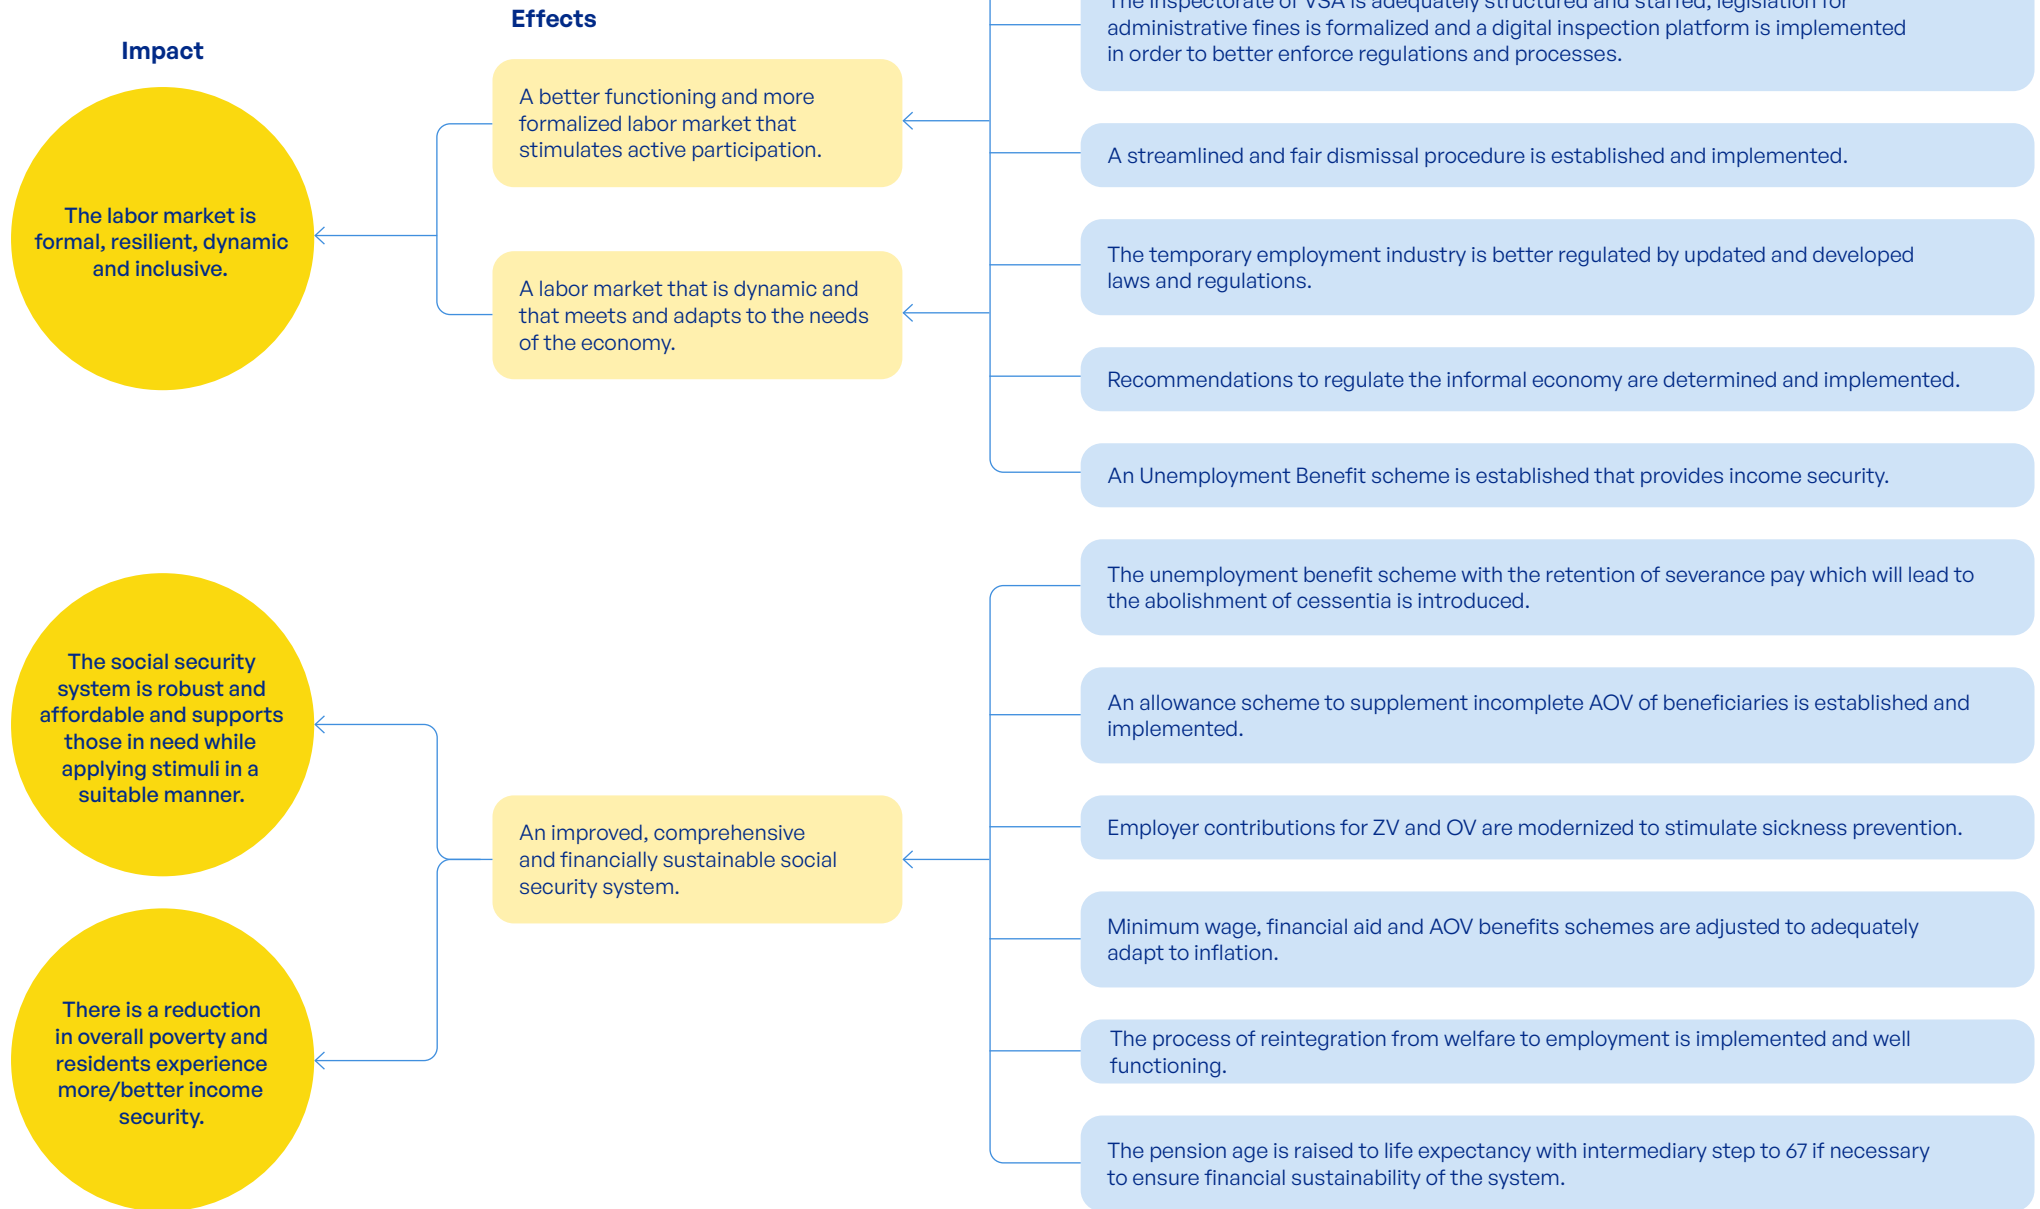 Impact
The labor market is
formal, resilient, dynamic
and inclusive.
The social security
system is robust and
affordable and supports
those in need while
applying stimuli in a
suitable manner.
There is a reduction
in overall poverty and
residents experience
more/better income
security.
Effects
A better functioning and more
formalized labor market that
stimulates active participation.
A labor market that is dynamic and
that meets and adapts to the needs
of the economy.
An improved, comprehensive
and financially sustainable social
security system.
The Inspectorate of VSA is adequately structured and staffed, legislation for
administrative fines is formalized and a digital inspection platform is implemented
in order to better enforce regulations and processes.
A streamlined and fair dismissal procedure is established and implemented.
The temporary employment industry is better regulated by updated and developed
laws and regulations.
Recommendations to regulate the informal economy are determined and implemented.
An Unemployment Benefit scheme is established that provides income security.
The unemployment benefit scheme with the retention of severance pay which will lead to
the abolishment of cessentia is introduced.
An allowance scheme to supplement incomplete AOV of beneficiaries is established and
implemented.
Employer contributions for ZV and OV are modernized to stimulate sickness prevention.
Minimum wage, financial aid and AOV benefits schemes are adjusted to adequately
adapt to inflation.
The process of reintegration from welfare to employment is implemented and well
functioning.
The pension age is raised to life expectancy with intermediary step to 67 if necessary
to ensure financial sustainability of the system.